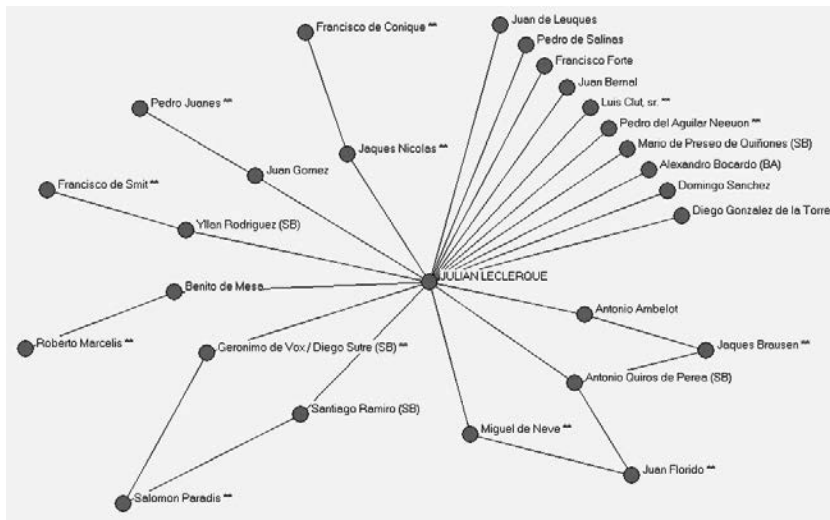 Francisco de Conique ^^
Juan de Leuques
Pedro de Salinas
Francisco Forte
Juan Bernal
Luis Clut, sr. ^^
Pedro del Aguilar Neeuon ^^
Mario de Preseo de Quiñones (SB)
Alexandro Bocardo (BA)
Domingo Sanchez
Diego Gonzalez de la Torre
Pedro Juanes ^^
Jaques Nicolas ^^
Juan Gomez
Francisco de Smit ^^
Yllan Rodriguez (SB)
JULIAN LECLERQUE
Benito de Mesa
Antonio Ambelot
Roberto Marcelis ^^
Geronimo de Vox / Diego Sutre (SB) ^^
Jaques Brausen ^^
Antonio Quiros de Perea (SB)
Santiago Ramiro (SB)
Miguel de Neve ^^
Juan Florido ^^
Salomon Paradis ^^